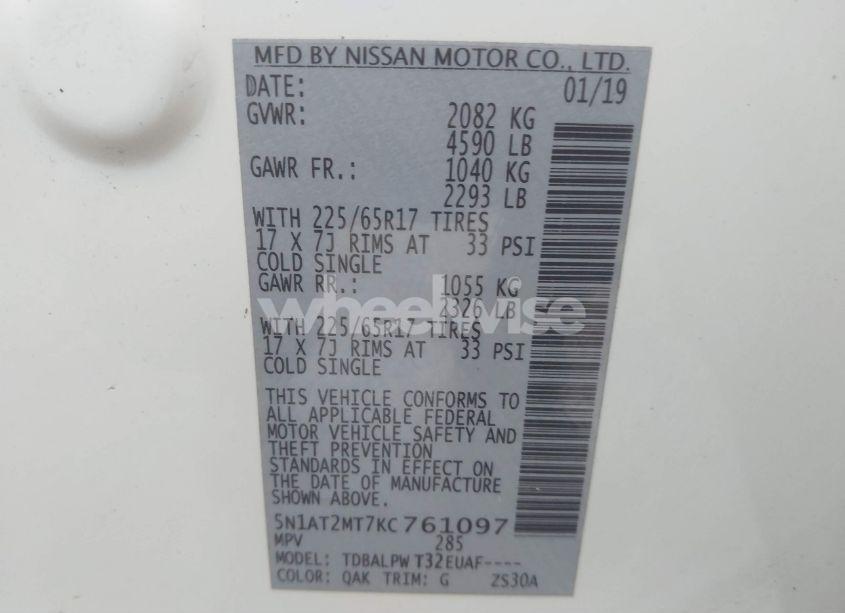 MFD BY NISSAN MOTOR CO., LTD.
DATE: 01/19
GVWR: 2082 KG
4590 LB
GAWR FR.: 1040 KG
2293 LB
WITH 225/65R17 TIRES
17 X 7J RIMS AT 33 PSI
COLD SINGLE
GAWR RR.: 1055 KG
2326 LB
wheelwise
WITH 225/65R17 TIRES
17 X 7J RIMS AT 33 PSI
COLD SINGLE
THIS VEHICLE CONFORMS TO
ALL APPLICABLE FEDERAL
MOTOR VEHICLE SAFETY AND
THEFT PREVENTION
STANDARDS IN EFFECT ON
THE DATE OF MANUFACTURE
SHOWN ABOVE.
5N1AT2MT7KC761097
MPV 285
MODEL: TDBALPW T32EUAF----
COLOR: QAK TRIM: G ZS30A